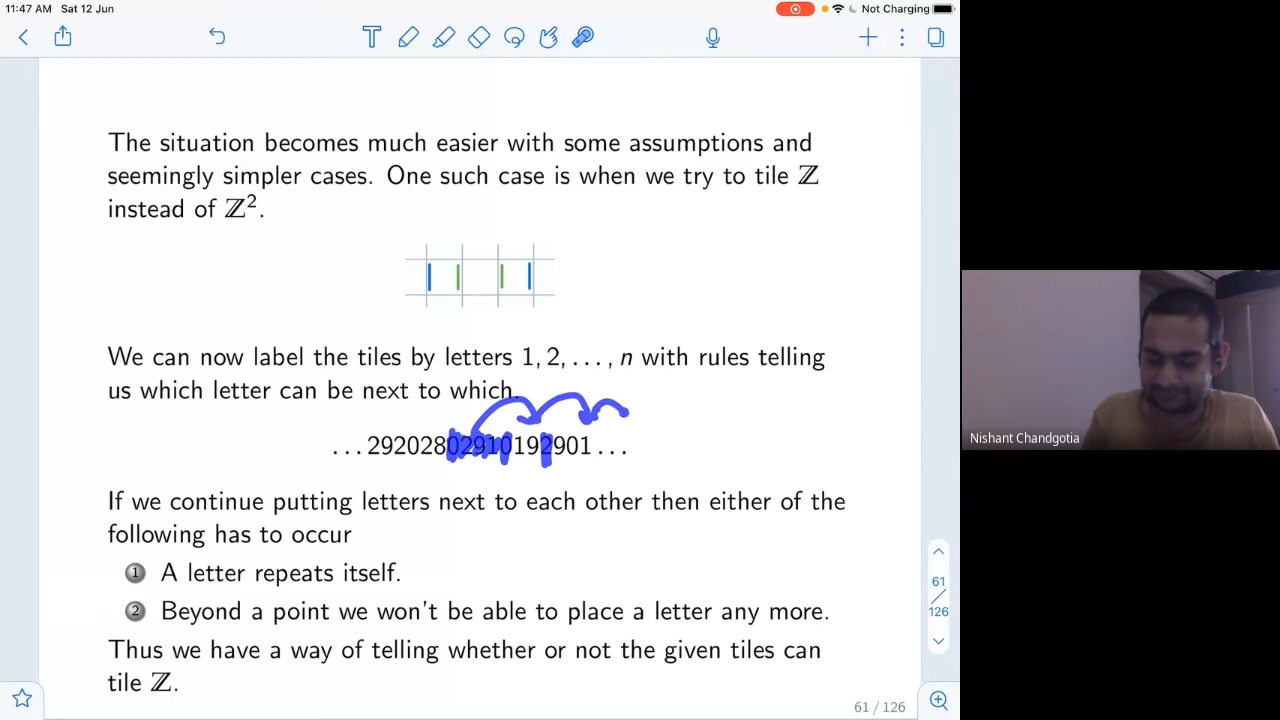 11:47 AM Sat 12 Jun
Not Charging
The situation becomes much easier with some assumptions and
seemingly simpler cases. One such case is when we try to tile ℤ
instead of ℤ².
We can now label the tiles by letters 1, 2, . . . , n with rules telling
us which letter can be next to which.
. . . 29202802910192901 . . .
If we continue putting letters next to each other then either of the
following has to occur
1 A letter repeats itself.
2 Beyond a point we won't be able to place a letter any more.
Thus we have a way of telling whether or not the given tiles can
tile ℤ.
61 / 126
61 / 126
Nishant Chandgotia